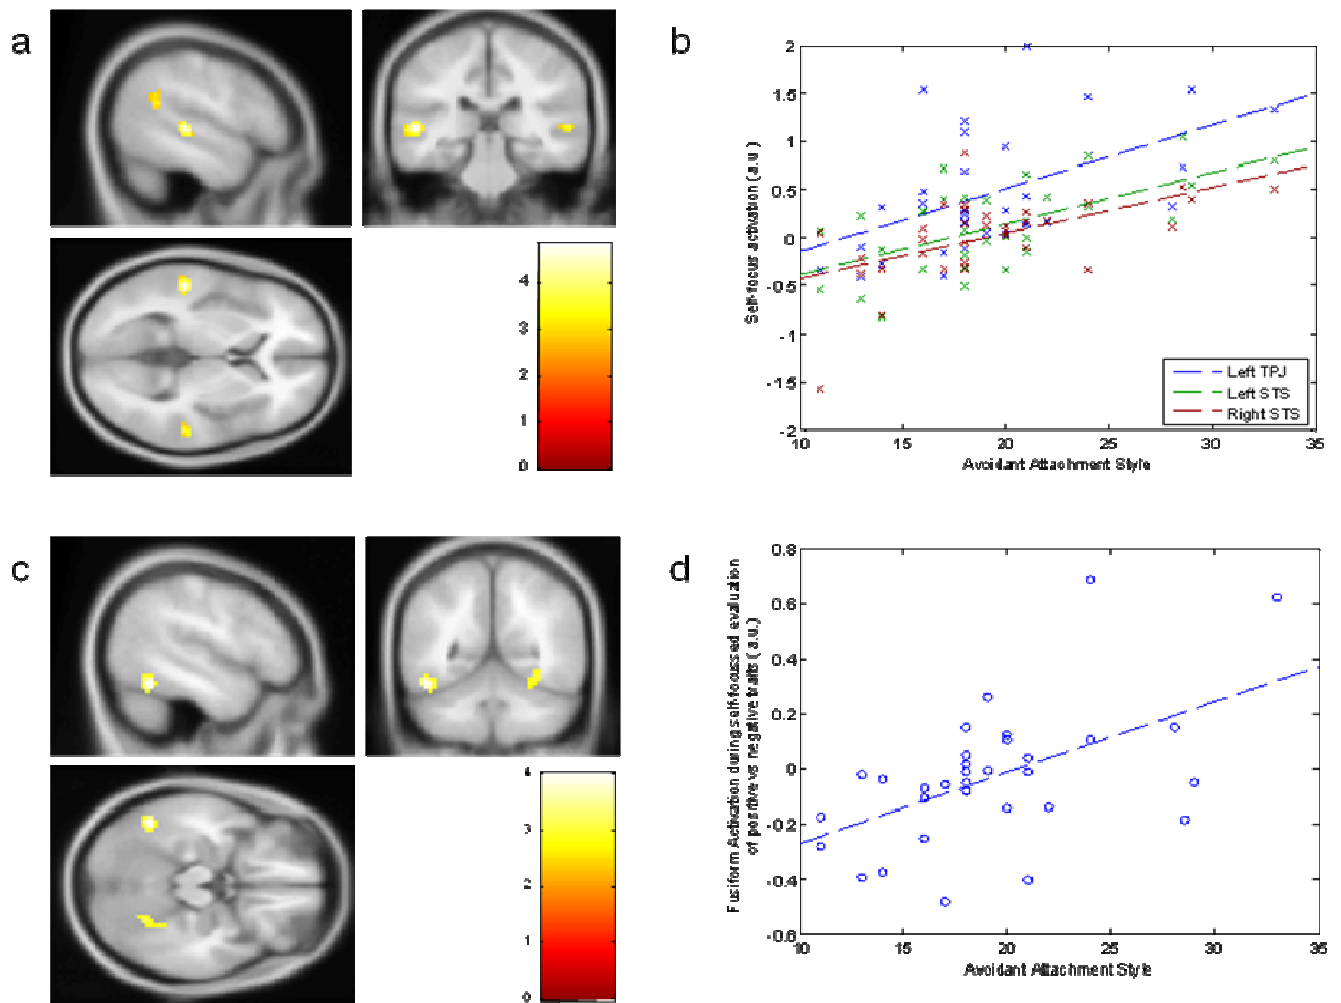 a
b
2
1.5
1
0.5
0
-0.5
-1
-1.5
-2
Self-focus activation (a.u)
10 15 20 25 30 35
Avoidant Attachment Style
Left TPJ
Left STS
Right STS
4
3
2
1
0
c
d
0.8
0.6
0.4
0.2
0
-0.2
-0.4
-0.6
Fusiform Activation during self-focussed evaluation
of positive vs negative traits (a.u.)
10 15 20 25 30 35
Avoidant Attachment Style
4
3
2
1
0